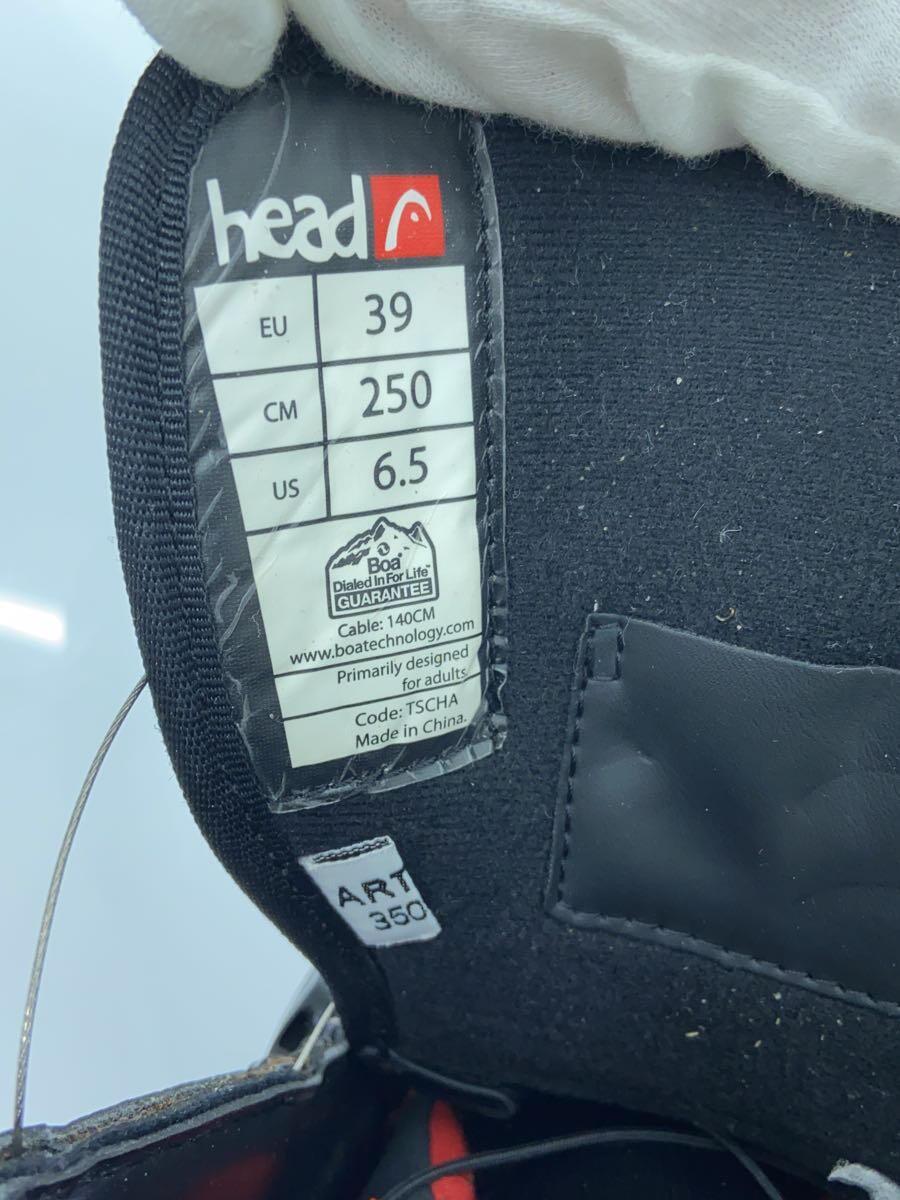 head
EU 39
CM 250
US 6.5
Boa®
Dialed In For Life™
GUARANTEE
Cable: 140CM
www.boatechnology.com
Primarily designed
for adults
Code: TSCHA
Made in China.
ART
350